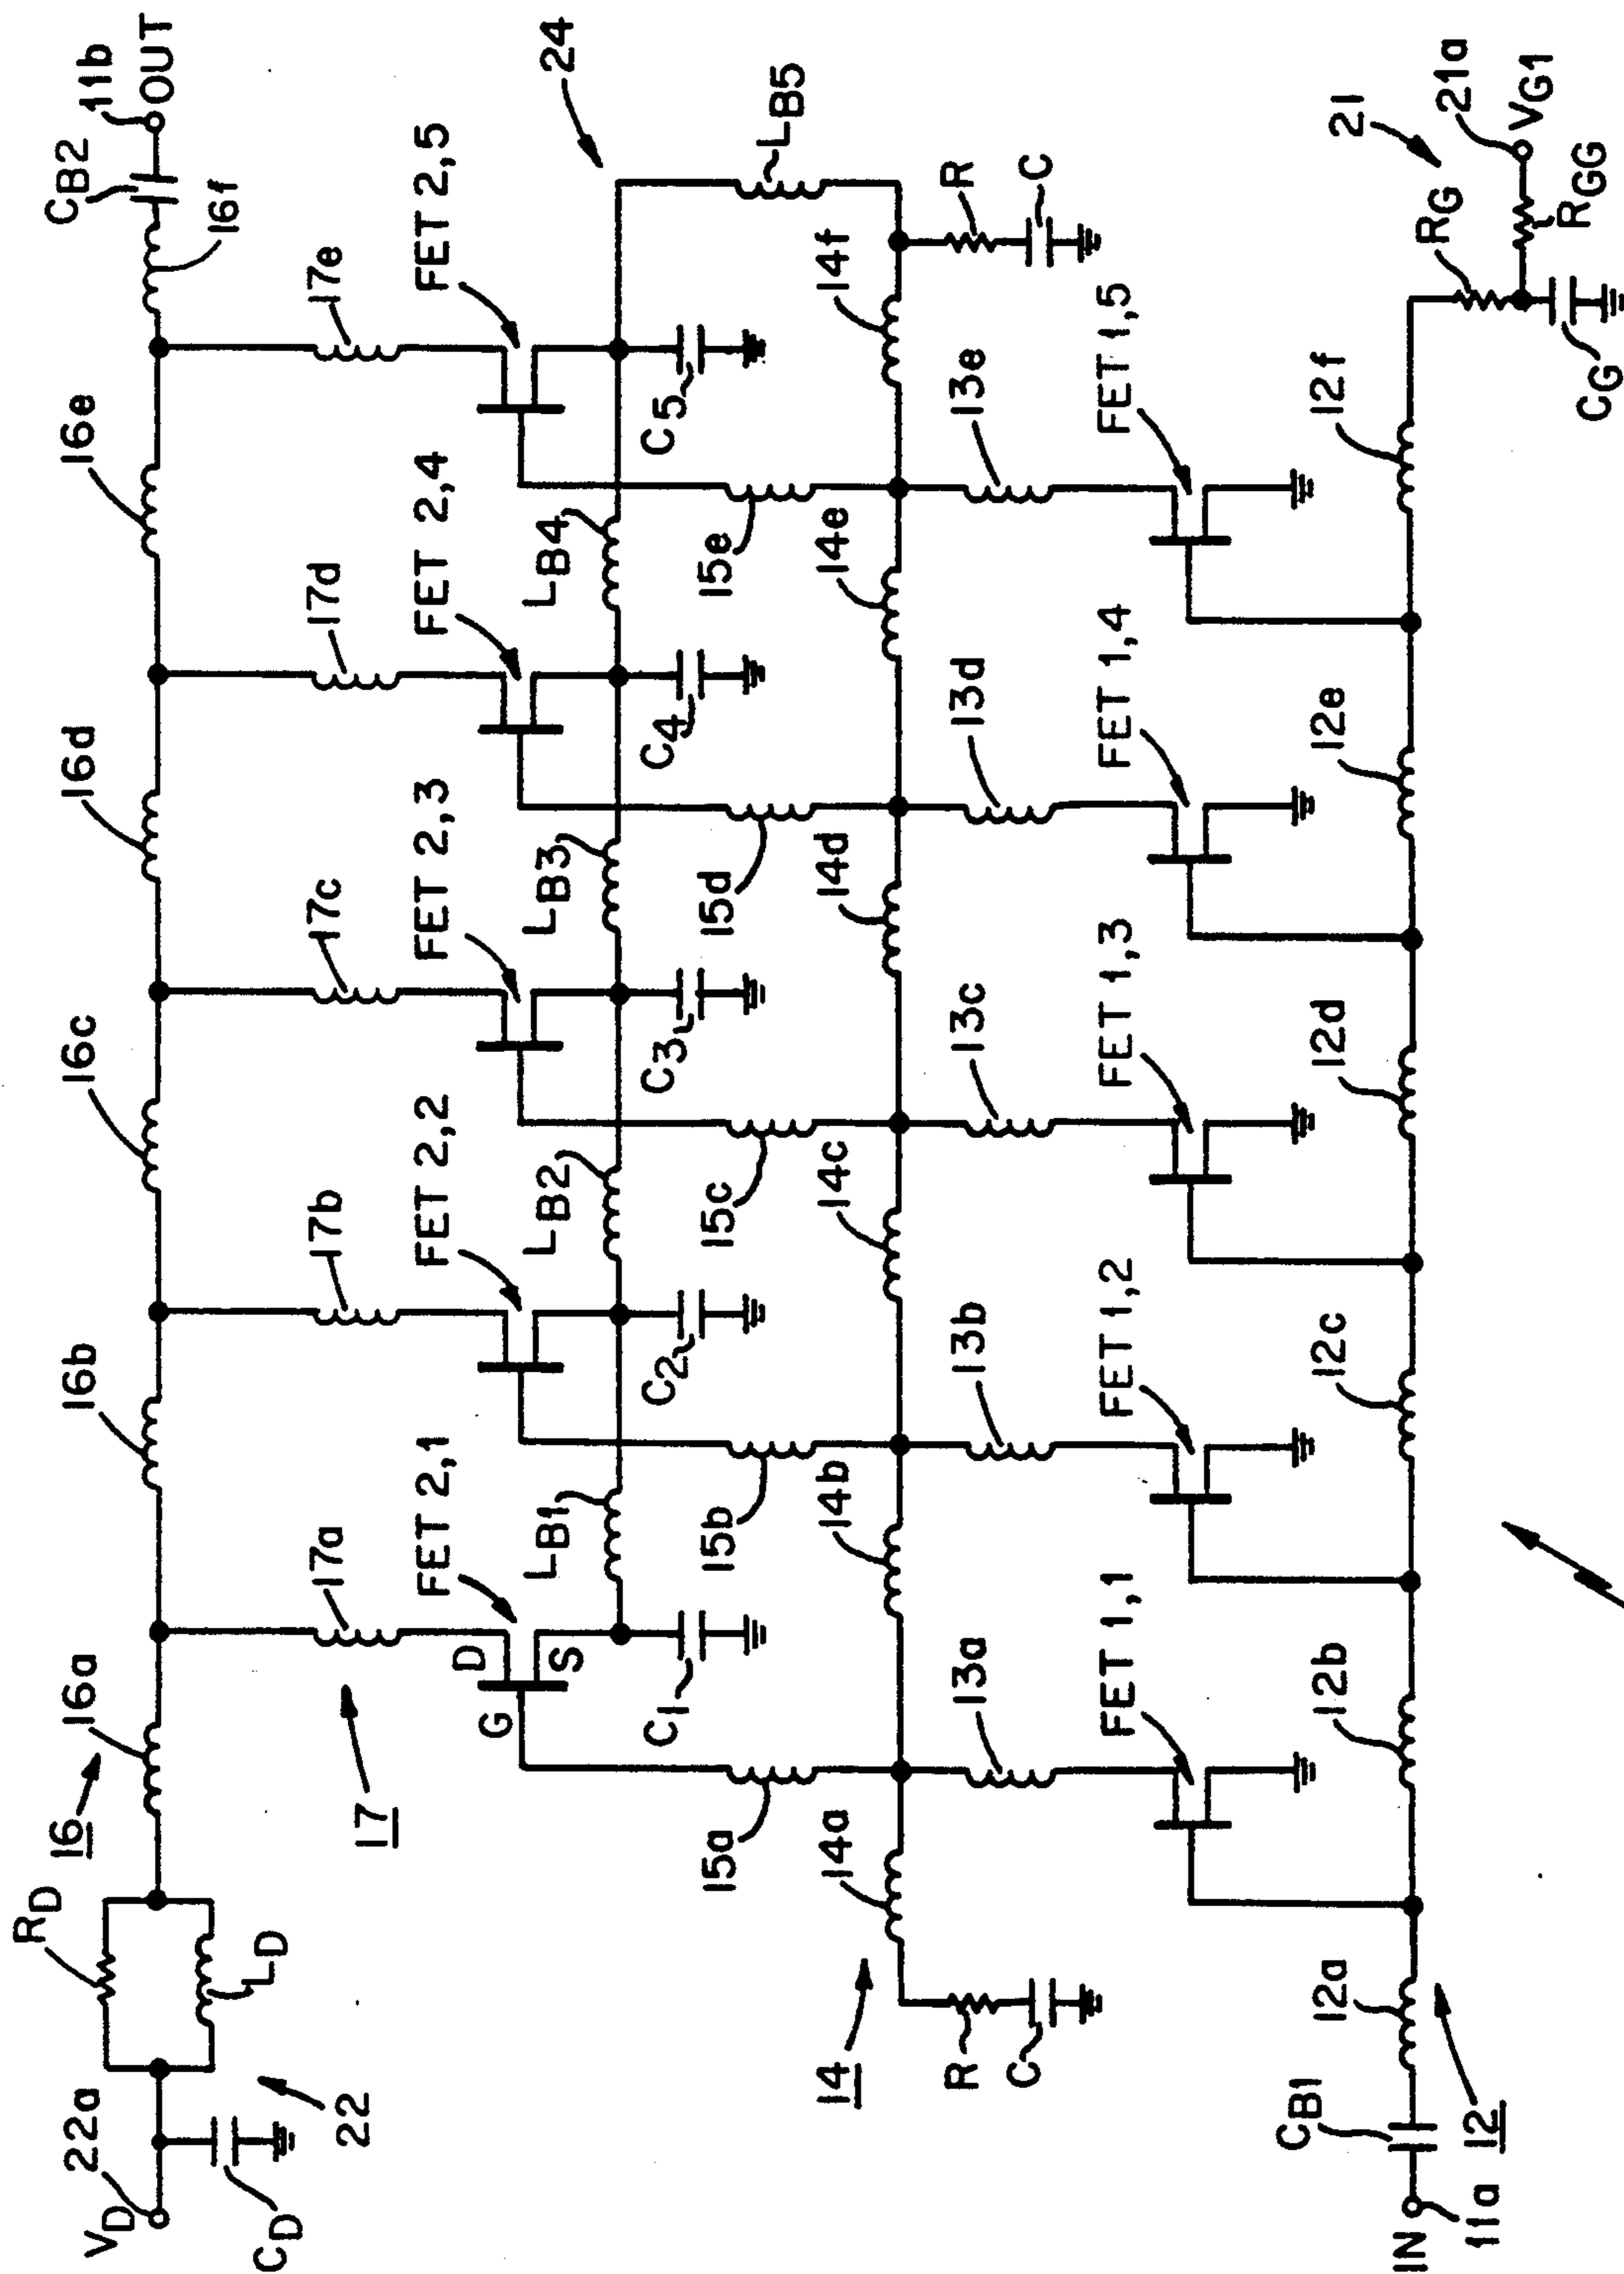 16
16a
16b
16c
16d
16e
16f
CB2
11b
OUT
RD
LD
22a
VD
CD
22
17
17a
17b
17c
17d
17e
FET 2,1
FET 2,2
FET 2,3
FET 2,4
FET 2,5
D
G
S
24
LB1
LB2
LB3
LB4
LB5
C1
C2
C3
C4
C5
15a
15b
15c
15d
15e
14
14a
14b
14c
14d
14e
14f
R
C
R
C
13a
13b
13c
13d
13e
FET 1,1
FET 1,2
FET 1,3
FET 1,4
FET 1,5
21
21a
VG1
RG
RGG
CG
CB1
IN
11a
12
12a
12b
12c
12d
12e
12f